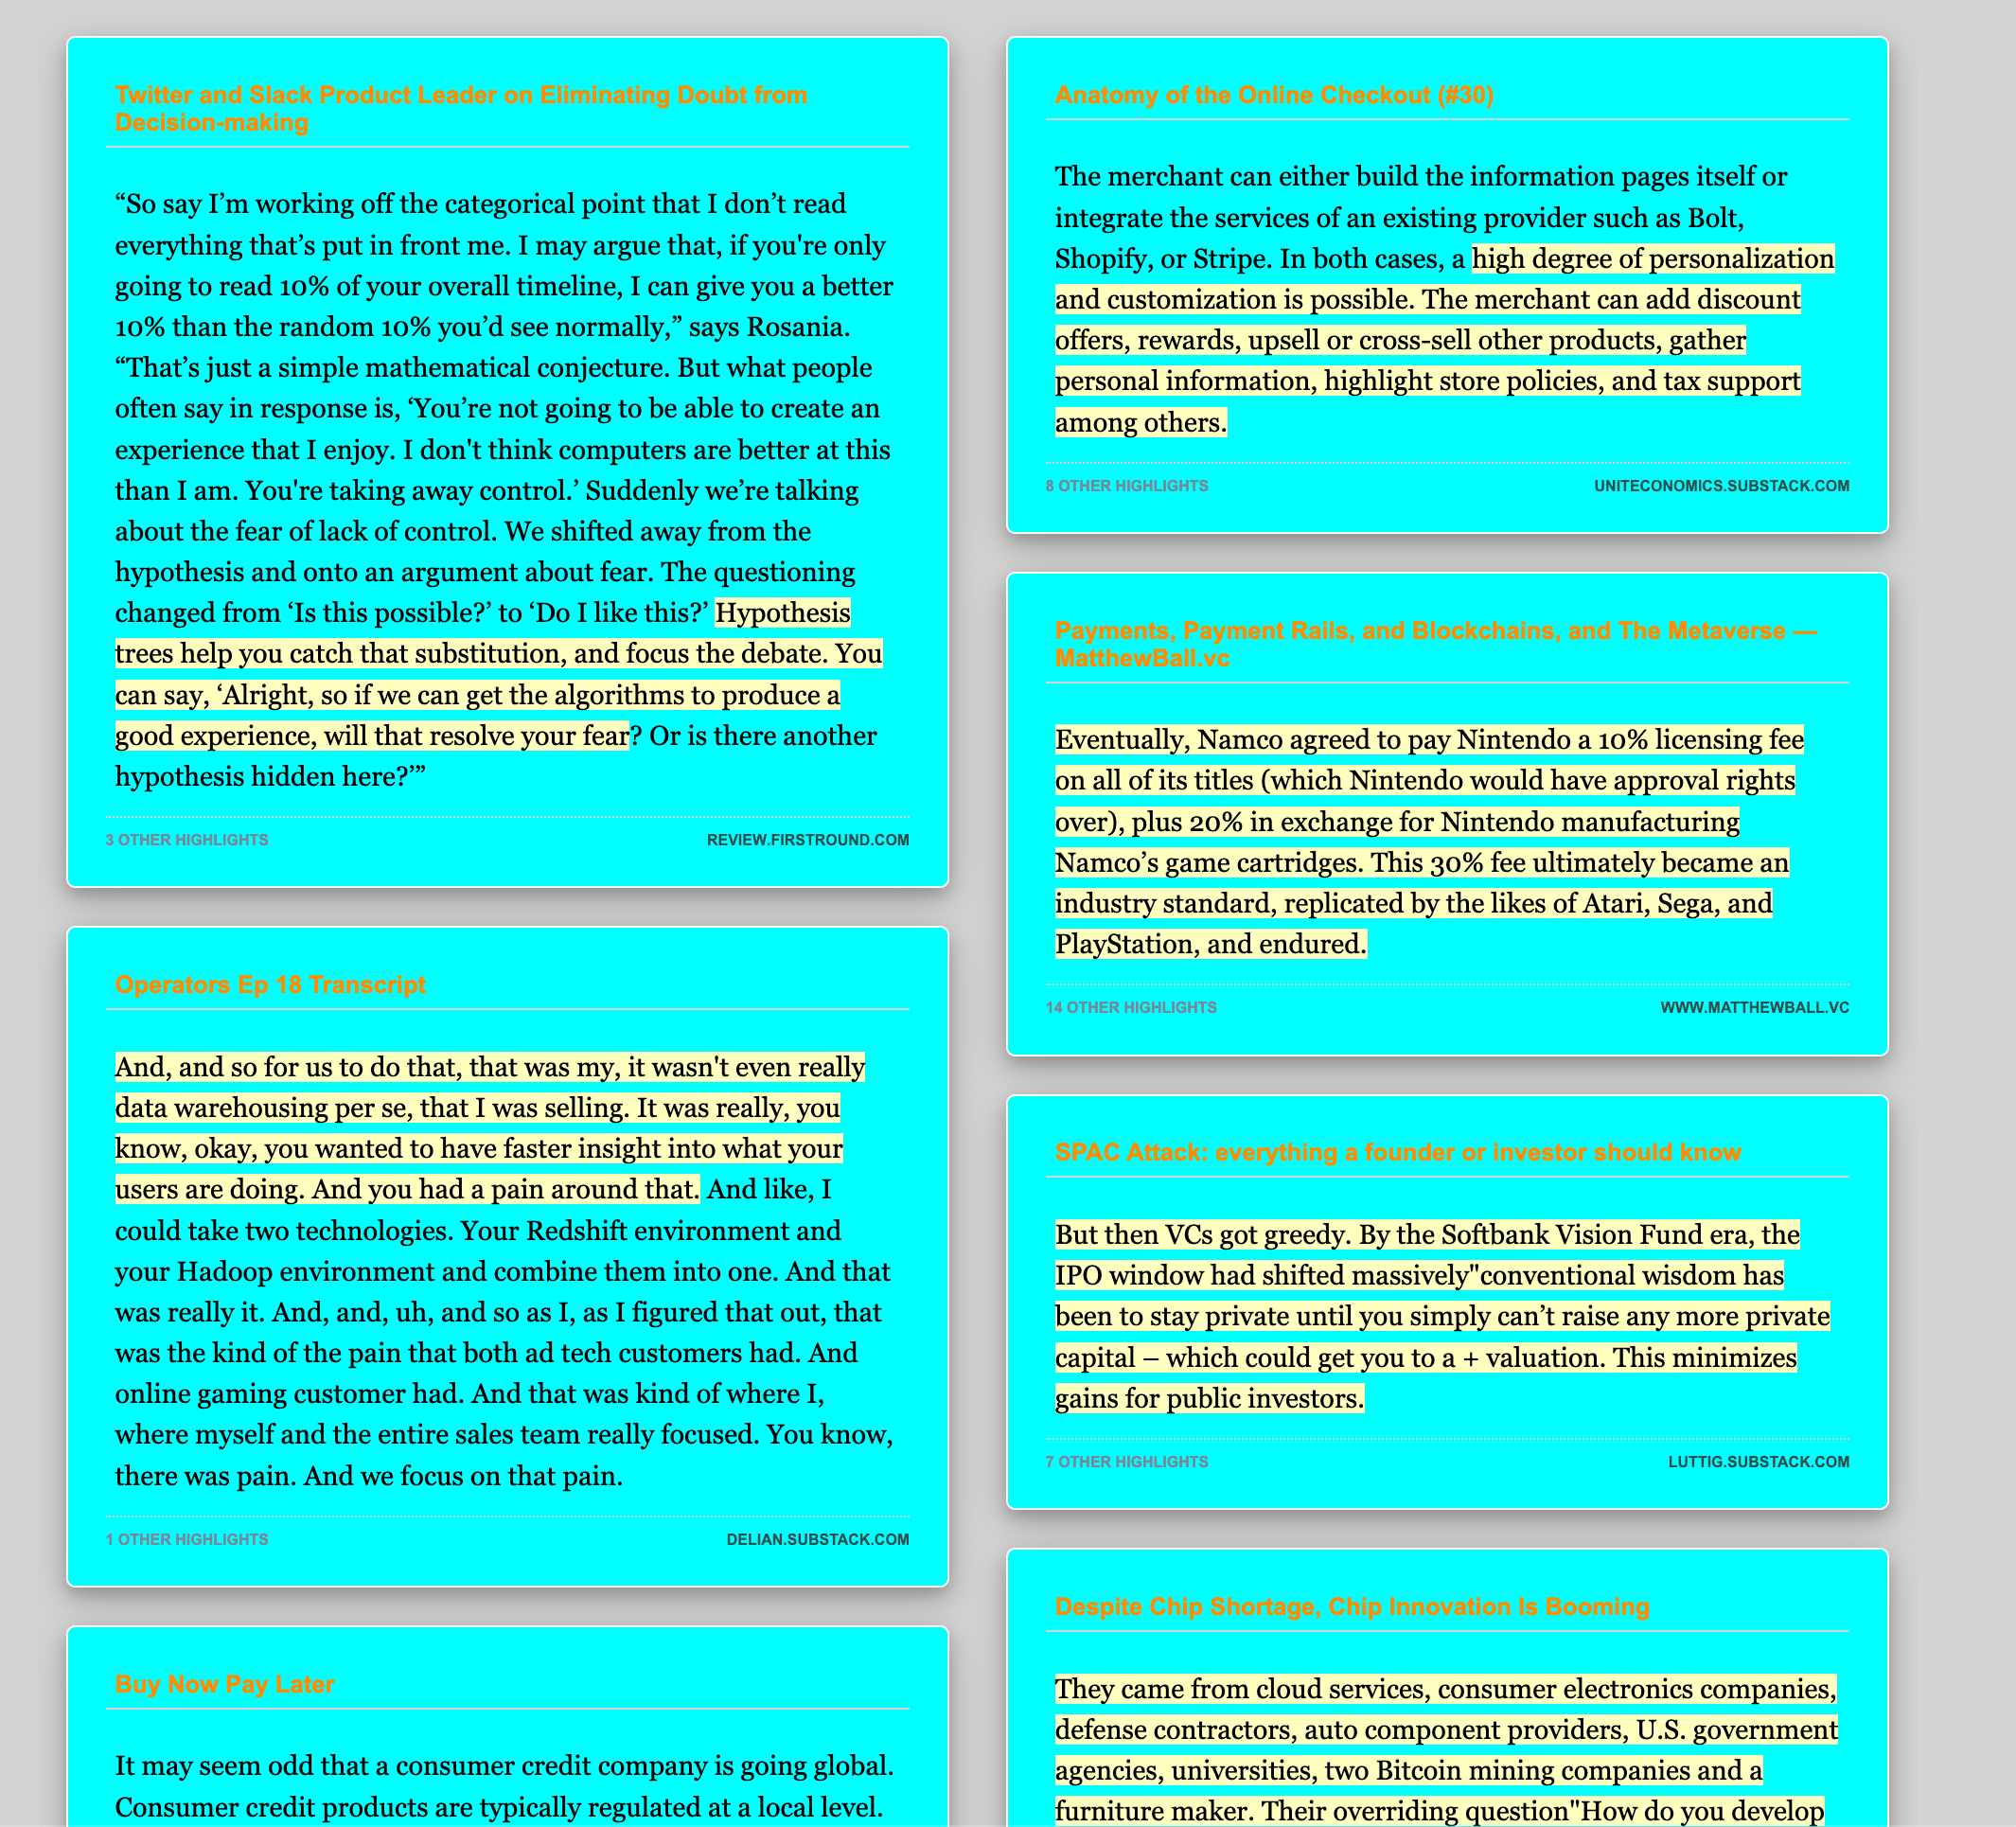 Twitter and Slack Product Leader on Eliminating Doubt from
Decision-making
“So say I’m working off the categorical point that I don’t read
everything that’s put in front me. I may argue that, if you're only
going to read 10% of your overall timeline, I can give you a better
10% than the random 10% you’d see normally,” says Rosania.
“That’s just a simple mathematical conjecture. But what people
often say in response is, ‘You’re not going to be able to create an
experience that I enjoy. I don't think computers are better at this
than I am. You're taking away control.’ Suddenly we’re talking
about the fear of lack of control. We shifted away from the
hypothesis and onto an argument about fear. The questioning
changed from ‘Is this possible?’ to ‘Do I like this?’ Hypothesis
trees help you catch that substitution, and focus the debate. You
can say, ‘Alright, so if we can get the algorithms to produce a
good experience, will that resolve your fear? Or is there another
hypothesis hidden here?’”
3 OTHER HIGHLIGHTS
REVIEW.FIRSTROUND.COM
Operators Ep 18 Transcript
And, and so for us to do that, that was my, it wasn't even really
data warehousing per se, that I was selling. It was really, you
know, okay, you wanted to have faster insight into what your
users are doing. And you had a pain around that. And like, I
could take two technologies. Your Redshift environment and
your Hadoop environment and combine them into one. And that
was really it. And, and, uh, and so as I, as I figured that out, that
was the kind of the pain that both ad tech customers had. And
online gaming customer had. And that was kind of where I,
where myself and the entire sales team really focused. You know,
there was pain. And we focus on that pain.
1 OTHER HIGHLIGHTS
DELIAN.SUBSTACK.COM
Buy Now Pay Later
It may seem odd that a consumer credit company is going global.
Consumer credit products are typically regulated at a local level.
Anatomy of the Online Checkout (#30)
The merchant can either build the information pages itself or
integrate the services of an existing provider such as Bolt,
Shopify, or Stripe. In both cases, a high degree of personalization
and customization is possible. The merchant can add discount
offers, rewards, upsell or cross-sell other products, gather
personal information, highlight store policies, and tax support
among others.
8 OTHER HIGHLIGHTS
UNITECONOMICS.SUBSTACK.COM
Payments, Payment Rails, and Blockchains, and The Metaverse —
MatthewBall.vc
Eventually, Namco agreed to pay Nintendo a 10% licensing fee
on all of its titles (which Nintendo would have approval rights
over), plus 20% in exchange for Nintendo manufacturing
Namco’s game cartridges. This 30% fee ultimately became an
industry standard, replicated by the likes of Atari, Sega, and
PlayStation, and endured.
14 OTHER HIGHLIGHTS
WWW.MATTHEWBALL.VC
SPAC Attack: everything a founder or investor should know
But then VCs got greedy. By the Softbank Vision Fund era, the
IPO window had shifted massively"conventional wisdom has
been to stay private until you simply can’t raise any more private
capital – which could get you to a + valuation. This minimizes
gains for public investors.
7 OTHER HIGHLIGHTS
LUTTIG.SUBSTACK.COM
Despite Chip Shortage, Chip Innovation Is Booming
They came from cloud services, consumer electronics companies,
defense contractors, auto component providers, U.S. government
agencies, universities, two Bitcoin mining companies and a
furniture maker. Their overriding question"How do you develop